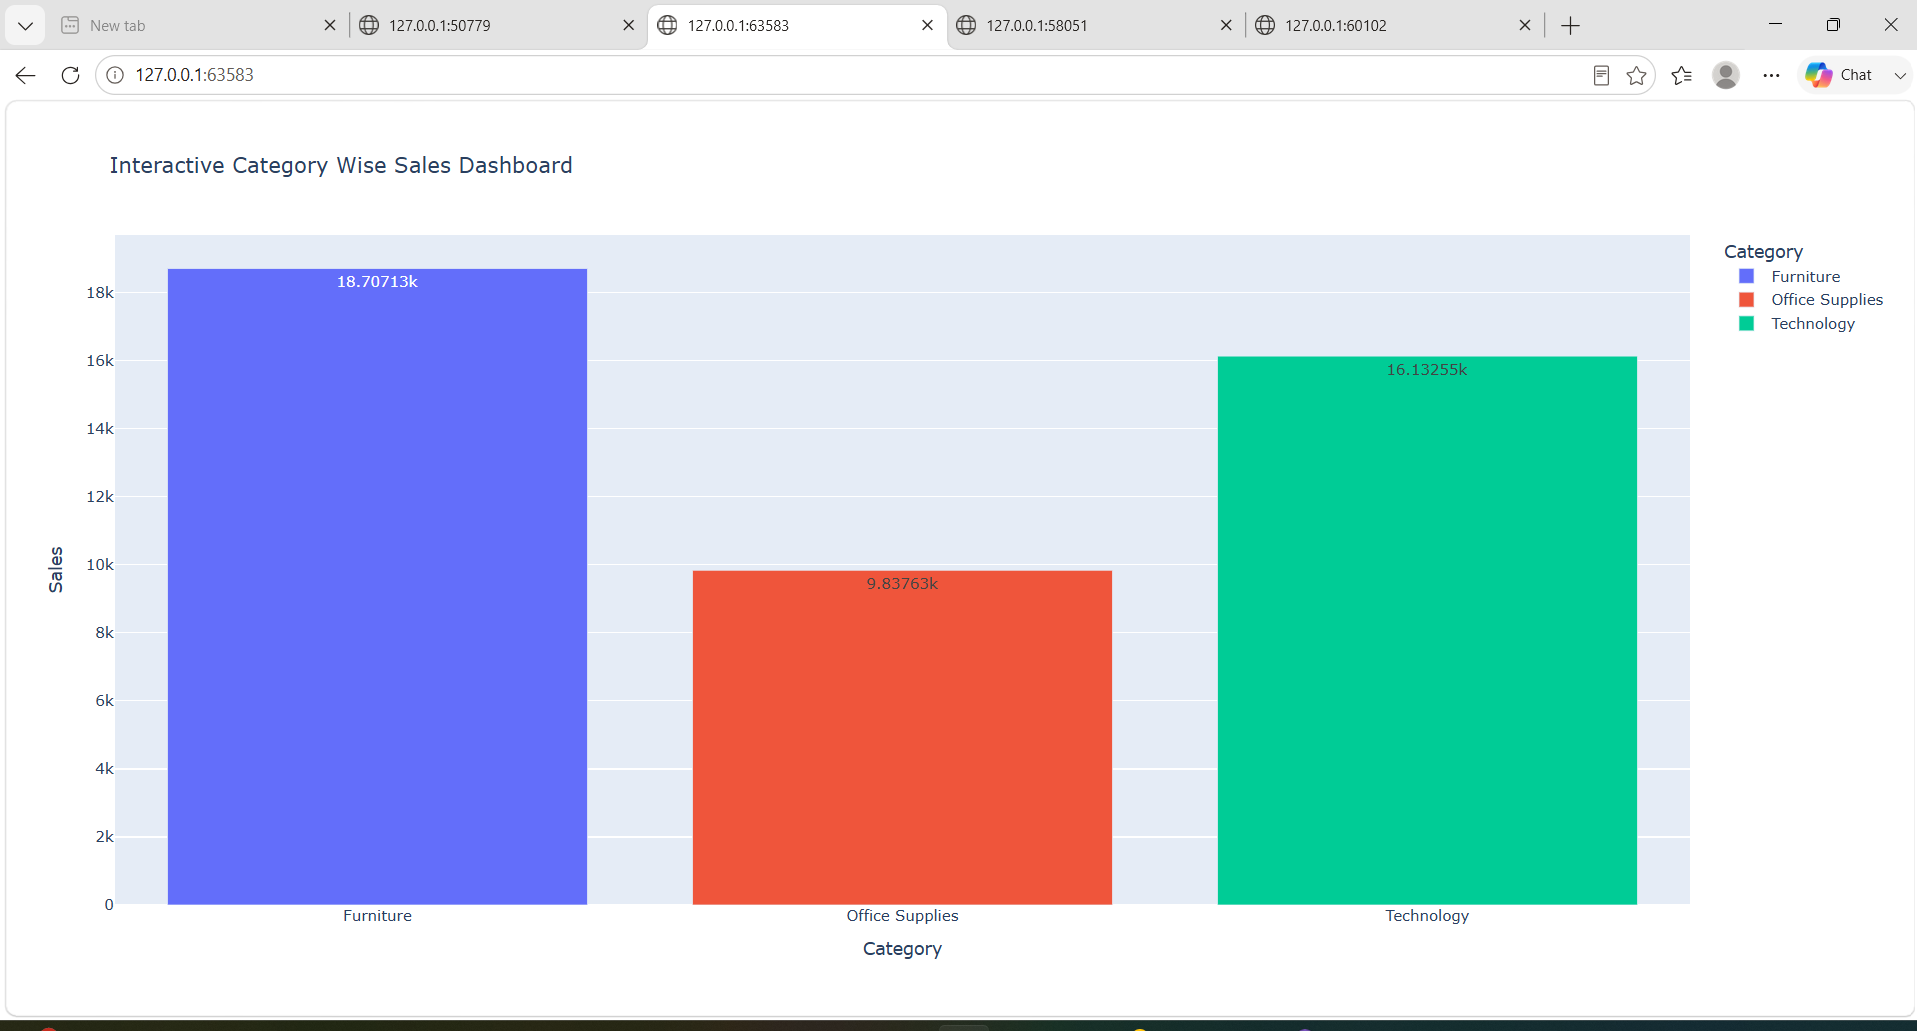 New tab
127.0.0.1:50779
127.0.0.1:63583
127.0.0.1:58051
127.0.0.1:60102
127.0.0.1:63583
Chat
Interactive Category Wise Sales Dashboard
Category
Furniture
Office Supplies
Technology
18.70713k
9.83763k
16.13255k
18k
16k
14k
12k
10k
8k
6k
4k
2k
0
Sales
Furniture
Office Supplies
Technology
Category